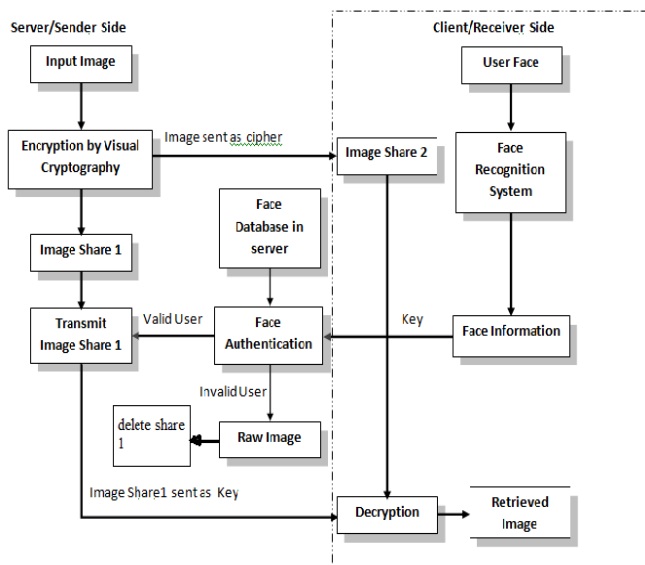 Server/Sender Side
Client/Receiver Side
Input Image
User Face
Encryption by Visual
Cryptography
Image sent as cipher
Image Share 2
Face
Recognition
System
Face
Database in
server
Image Share 1
Transmit
Image Share 1
Valid User
Face
Authentication
Key
Face Information
Invalid User
delete share
1
Raw Image
Image Share1 sent as Key
Decryption
Retrieved
Image